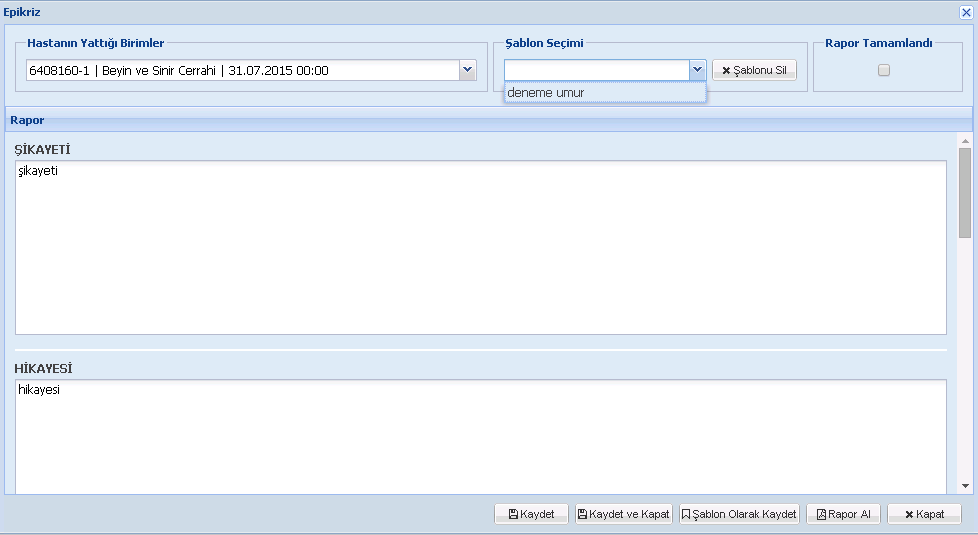 Epikriz
Hastanın Yattığı Birimler
Şablon Seçimi
Rapor Tamamlandı
6408160-1 | Beyin ve Sinir Cerrahi | 31.07.2015 00:00
Şablonu Sil
deneme umur
Rapor
ŞİKAYETİ
şikayeti
HİKAYESİ
hikayesi
Kaydet
Kaydet ve Kapat
Şablon Olarak Kaydet
Rapor Al
Kapat